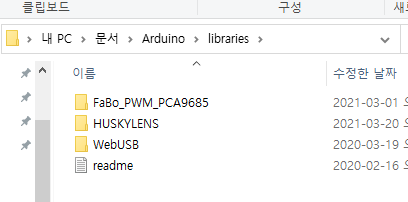 클립보드 구성
내 PC > 문서 > Arduino > libraries >
이름 수정한 날짜
FaBo_PWM_PCA9685 2021-03-01
HUSKYLENS 2021-03-20
WebUSB 2020-03-19
readme 2020-02-16